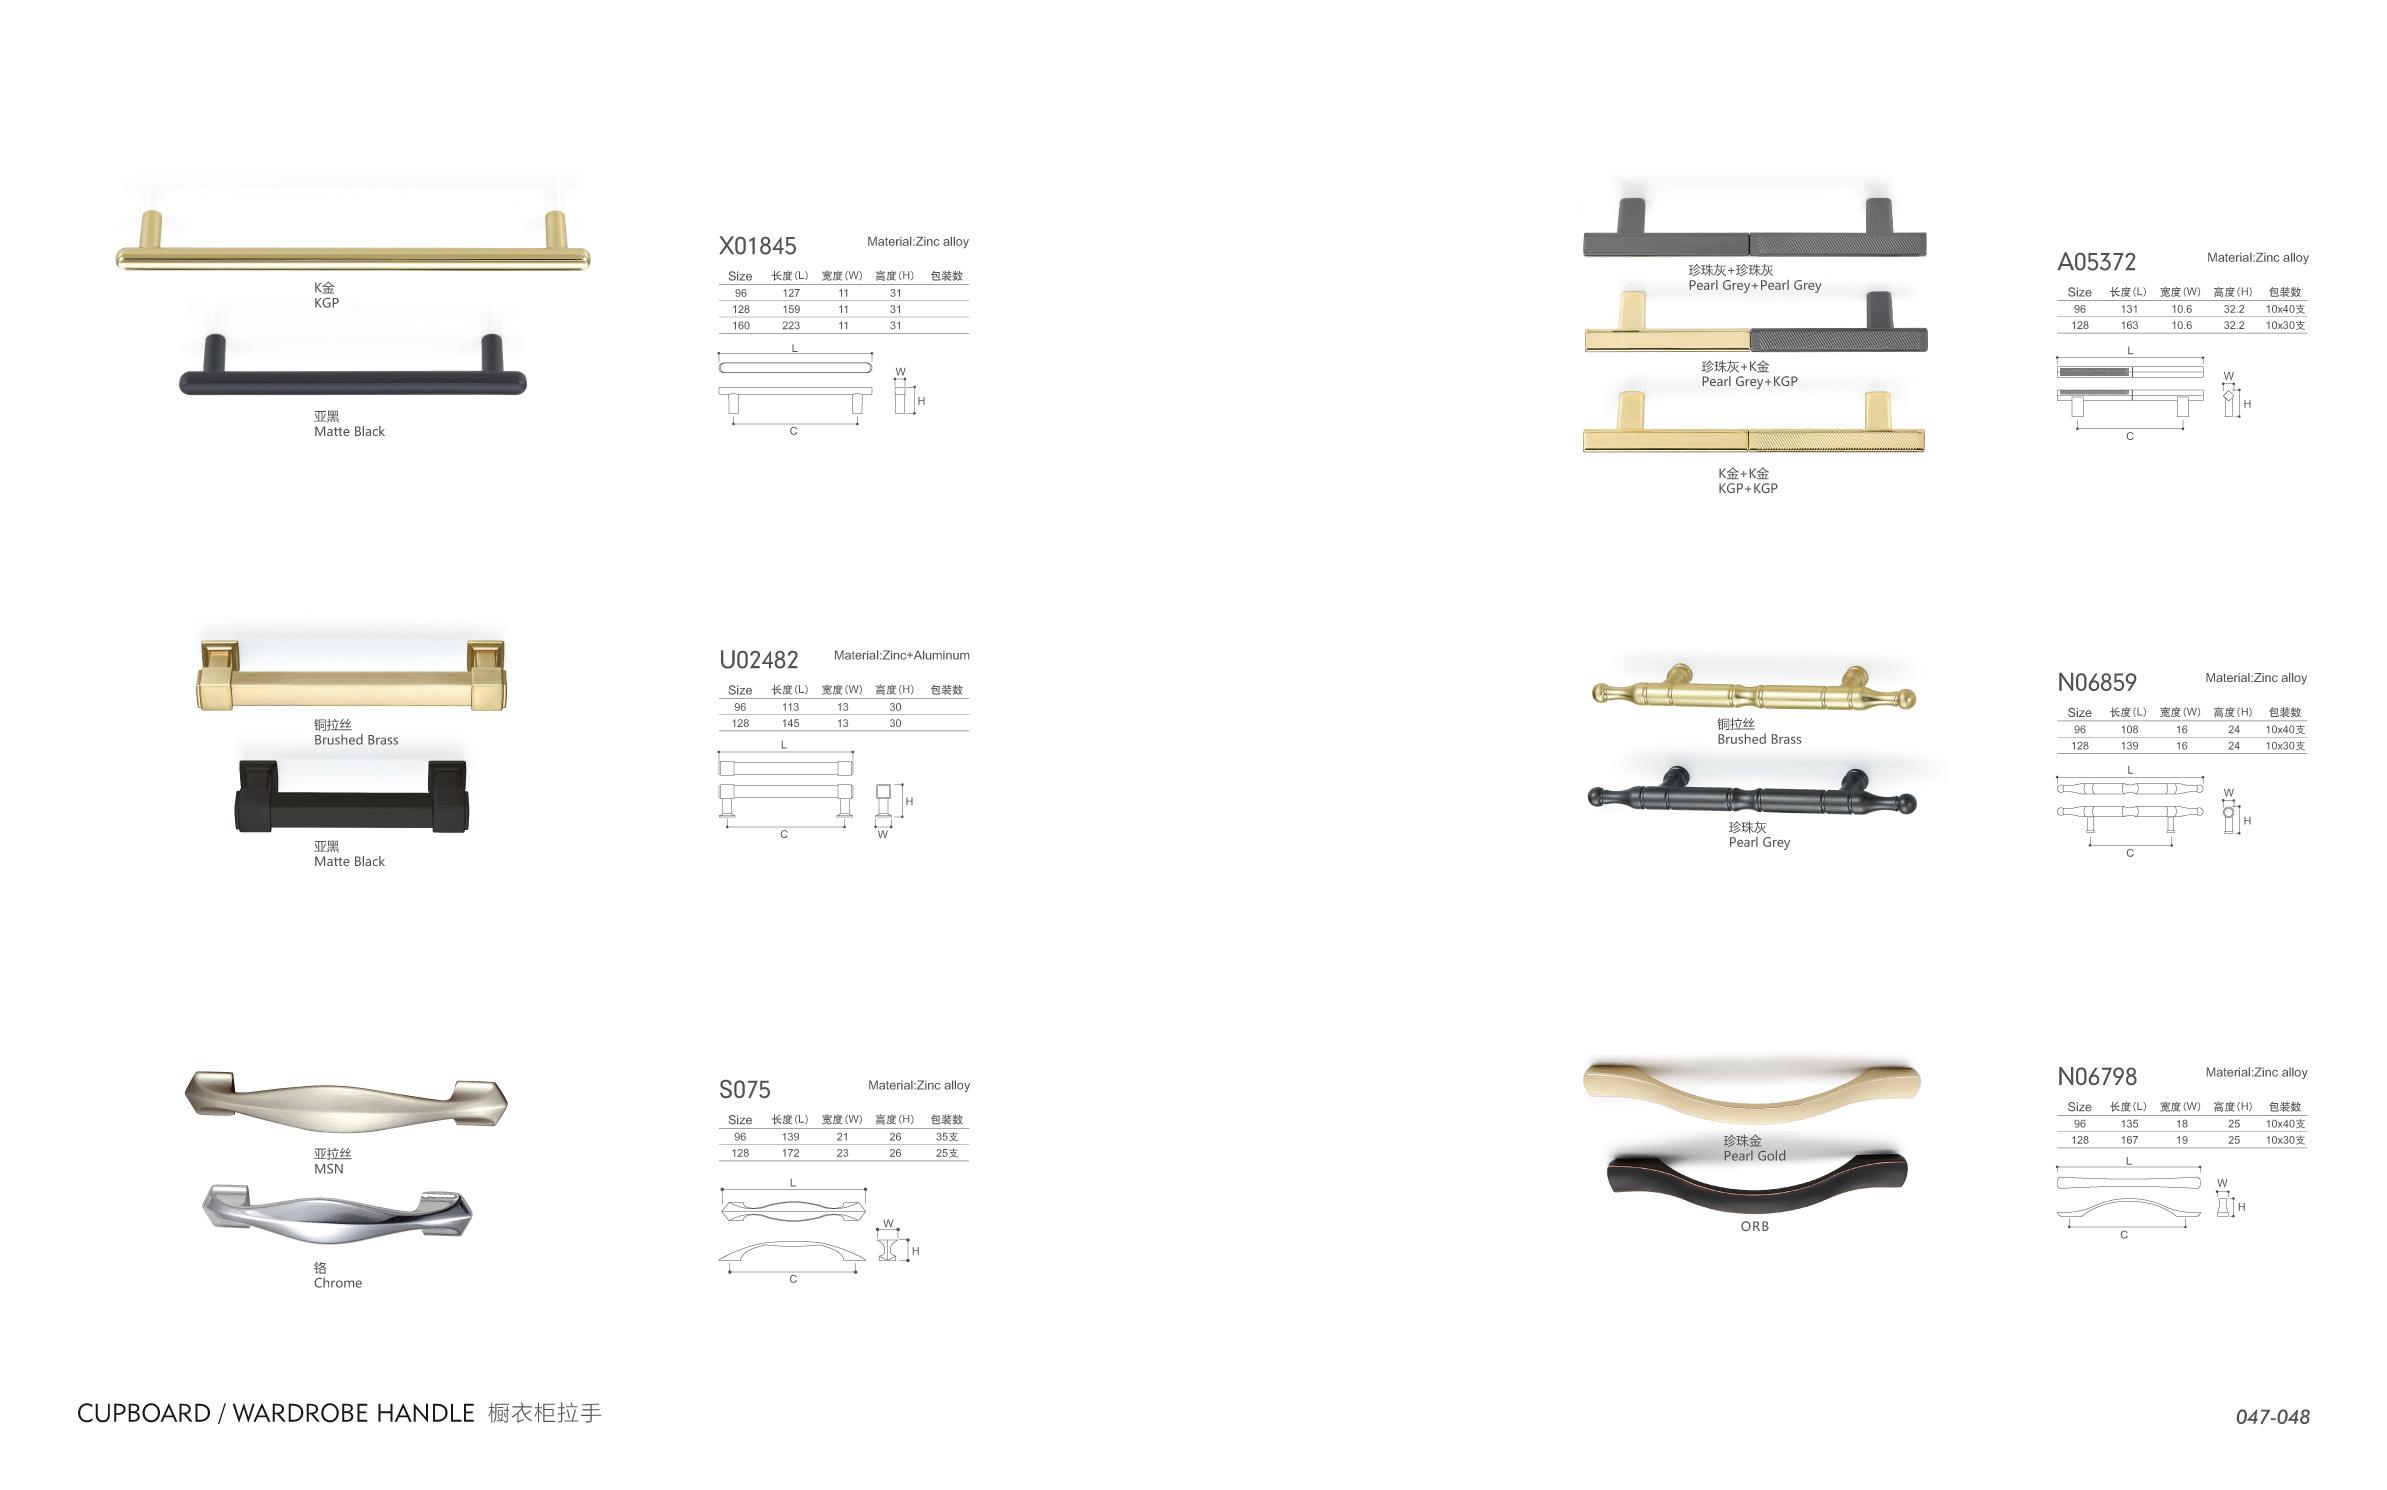 K金
KGP
亚黑
Matte Black
X01845 Material:Zinc alloy
Size 长度(L) 宽度(W) 高度(H) 包装数
96 127 11 31
128 159 11 31
160 223 11 31
L
W
H
C
铜拉丝
Brushed Brass
亚黑
Matte Black
U02482 Material:Zinc+Aluminum
Size 长度(L) 宽度(W) 高度(H) 包装数
96 113 13 30
128 145 13 30
L
H
C W
亚拉丝
MSN
铬
Chrome
S075 Material:Zinc alloy
Size 长度(L) 宽度(W) 高度(H) 包装数
96 139 21 26 35支
128 172 23 26 25支
L
W
H
C
珍珠灰+珍珠灰
Pearl Grey+Pearl Grey
珍珠灰+K金
Pearl Grey+KGP
K金+K金
KGP+KGP
A05372 Material:Zinc alloy
Size 长度(L) 宽度(W) 高度(H) 包装数
96 131 10.6 32.2 10x40支
128 163 10.6 32.2 10x30支
L
W
H
C
铜拉丝
Brushed Brass
珍珠灰
Pearl Grey
N06859 Material:Zinc alloy
Size 长度(L) 宽度(W) 高度(H) 包装数
96 108 16 24 10x40支
128 139 16 24 10x30支
L
W
H
C
珍珠金
Pearl Gold
ORB
N06798 Material:Zinc alloy
Size 长度(L) 宽度(W) 高度(H) 包装数
96 135 18 25 10x40支
128 167 19 25 10x30支
L
W
H
C
CUPBOARD / WARDROBE HANDLE 橱衣柜拉手
047-048